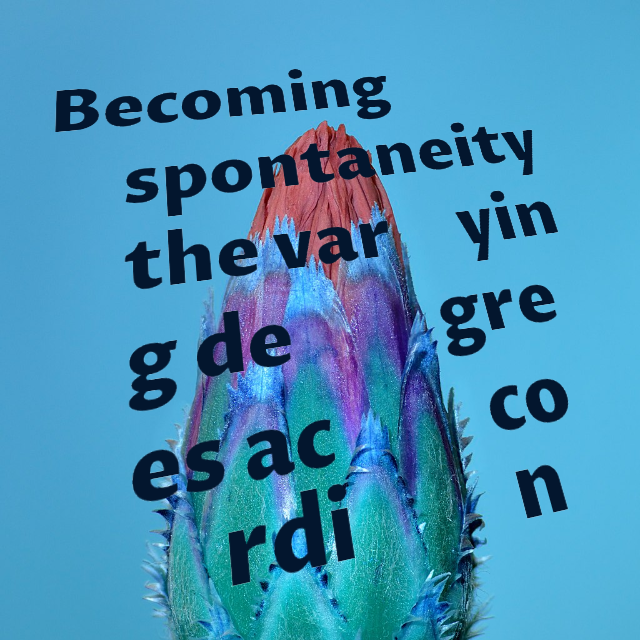 Becoming
spontaneity
the var yin
g de gre
es ac co
rdi n